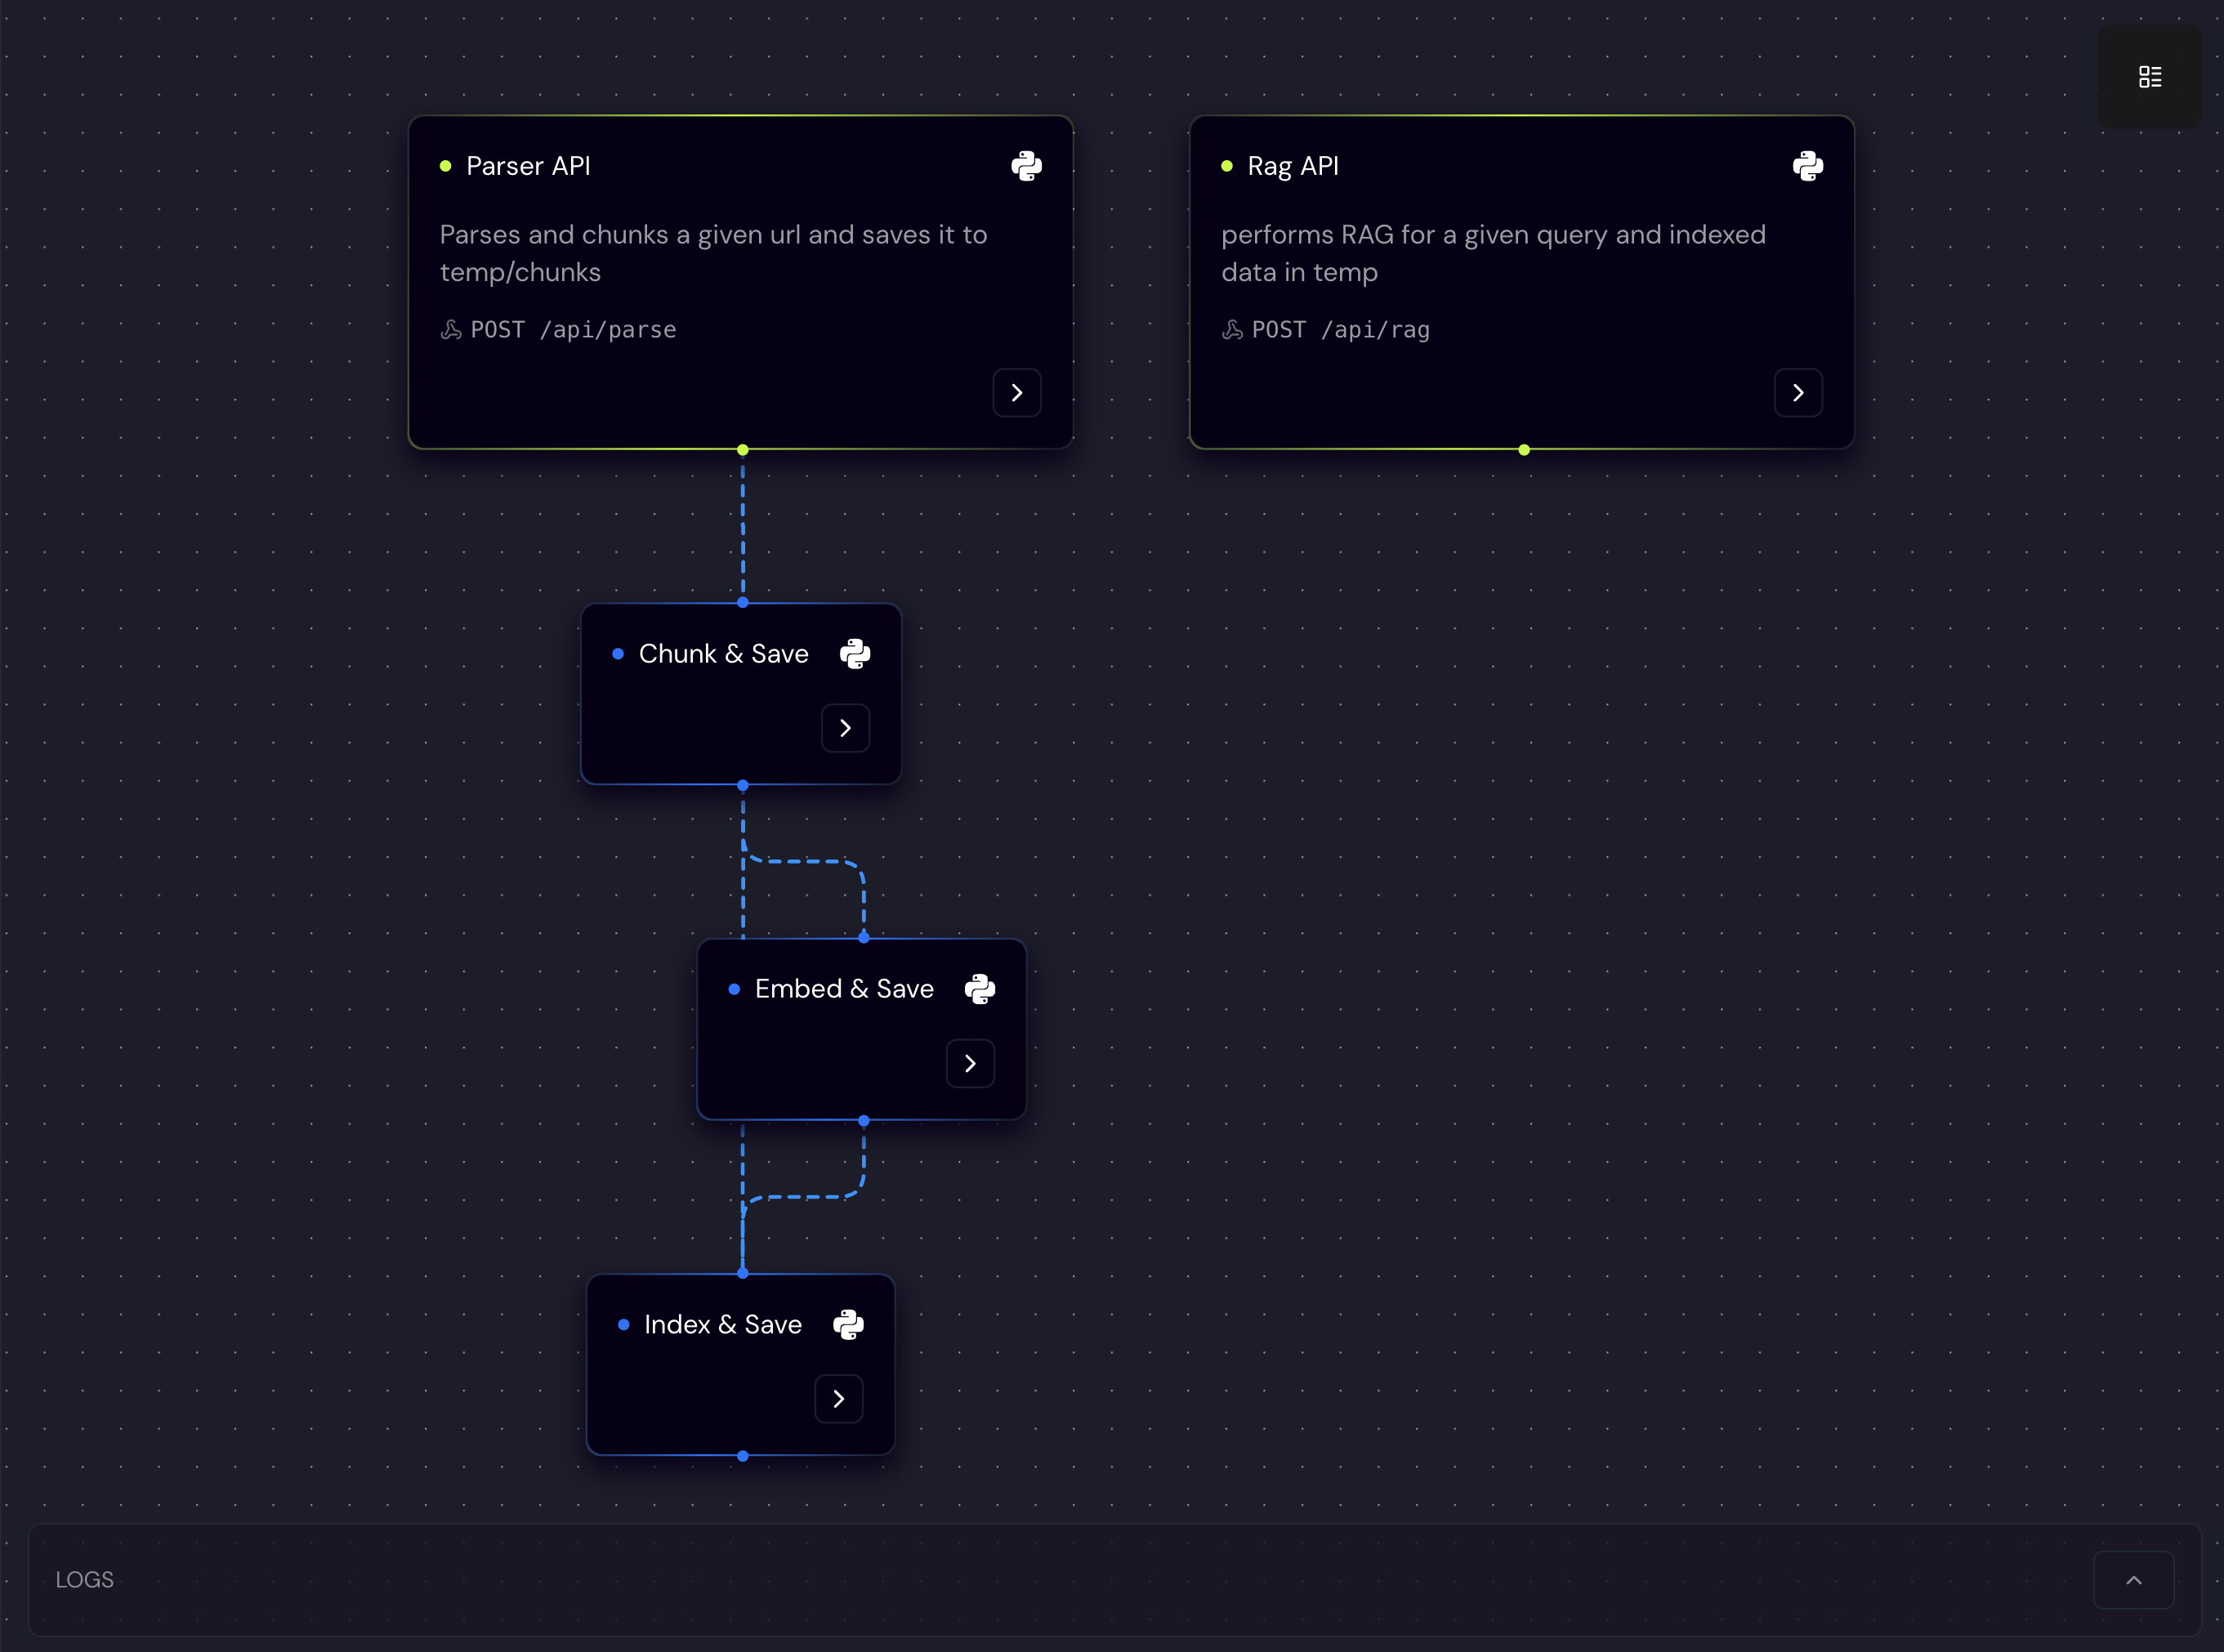 Parser API
Parses and chunks a given url and saves it to
temp/chunks
POST /api/parse
Rag API
performs RAG for a given query and indexed
data in temp
POST /api/rag
Chunk & Save
Embed & Save
Index & Save
LOGS